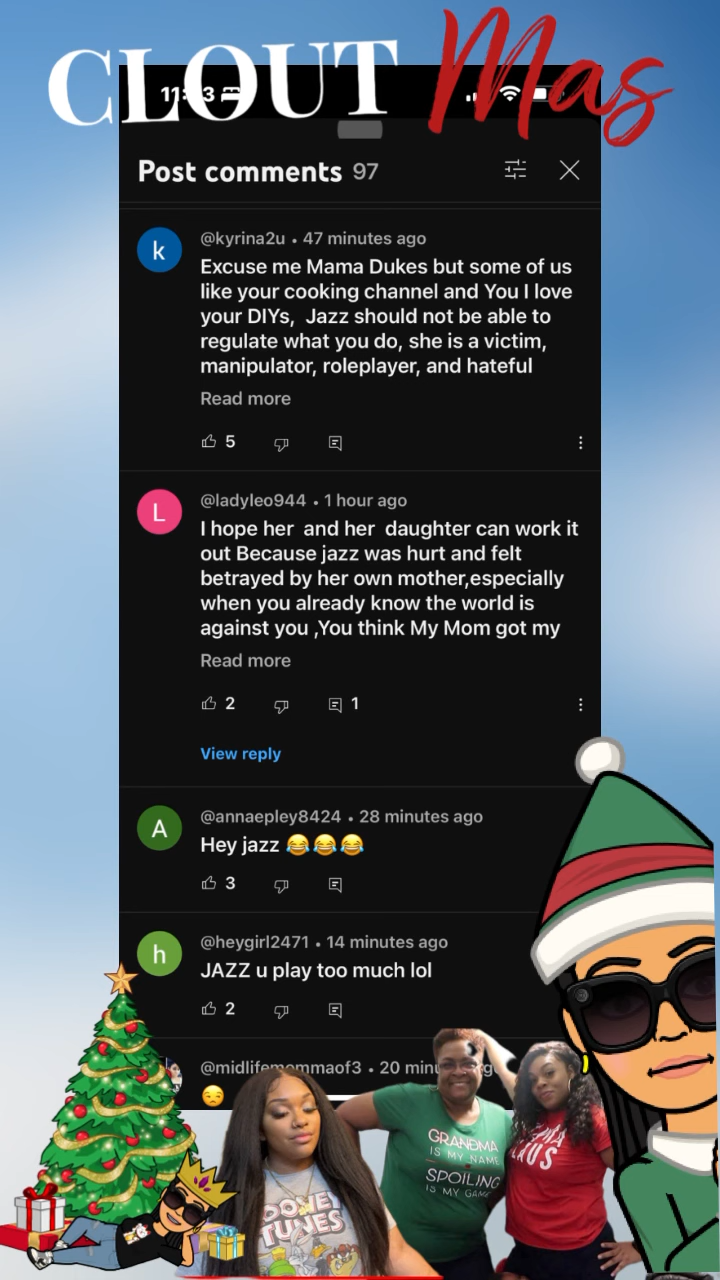 CLOUT Mas
Post comments 97
@kyrina2u • 47 minutes ago
Excuse me Mama Dukes but some of us
like your cooking channel and You I love
your DIYs, Jazz should not be able to
regulate what you do, she is a victim,
manipulator, roleplayer, and hateful
Read more
5
@ladyleo944 • 1 hour ago
I hope her and her daughter can work it
out Because jazz was hurt and felt
betrayed by her own mother,especially
when you already know the world is
against you ,You think My Mom got my
Read more
2 1
View reply
@annaepley8424 • 28 minutes ago
Hey jazz 😂😂😂
3
@heygirl2471 • 14 minutes ago
JAZZ u play too much lol
2
@midlifemommaof3 • 20
😒
GRANDMA
IS MY NAME
SPOILING
IS MY GAME
TUNES
k
L
A
h